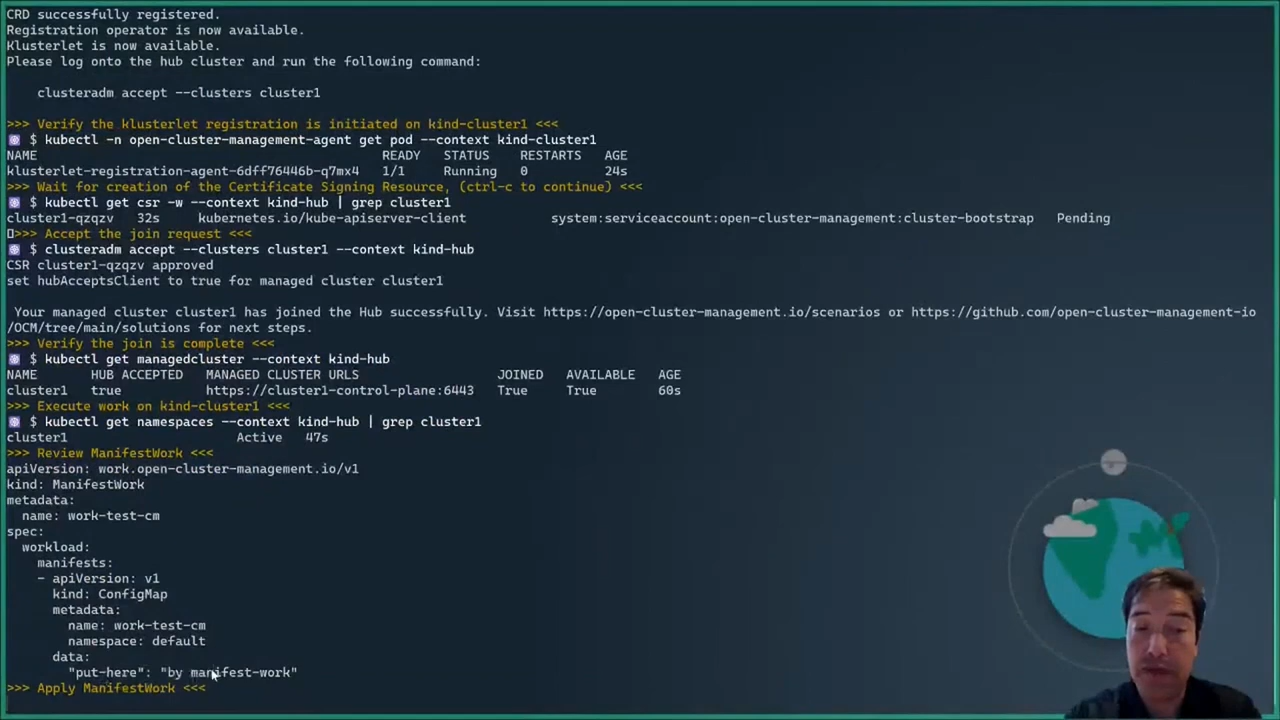 CRD successfully registered.
Registration operator is now available.
Klusterlet is now available.
Please log onto the hub cluster and run the following command:
clusteradm accept --clusters cluster1
>>> Verify the klusterlet registration is initiated on kind-cluster1 <<<
$ kubectl -n open-cluster-management-agent get pod --context kind-cluster1
NAME READY STATUS RESTARTS AGE
klusterlet-registration-agent-6dff76446b-q7mx4 1/1 Running 0 24s
>>> Wait for creation of the Certificate Signing Resource, (ctrl-c to continue) <<<
$ kubectl get csr -w --context kind-hub | grep cluster1
cluster1-qzqzv 32s kubernetes.io/kube-apiserver-client system:serviceaccount:open-cluster-management:cluster-bootstrap Pending
>>> Accept the join request <<<
$ clusteradm accept --clusters cluster1 --context kind-hub
CSR cluster1-qzqzv approved
set hubAcceptsClient to true for managed cluster cluster1
Your managed cluster cluster1 has joined the Hub successfully. Visit https://open-cluster-management.io/scenarios or https://github.com/open-cluster-management-io
/OCM/tree/main/solutions for next steps.
>>> Verify the join is complete <<<
$ kubectl get managedcluster --context kind-hub
NAME HUB ACCEPTED MANAGED CLUSTER URLS JOINED AVAILABLE AGE
cluster1 true https://cluster1-control-plane:6443 True True 60s
>>> Execute work on kind-cluster1 <<<
$ kubectl get namespaces --context kind-hub | grep cluster1
cluster1 Active 47s
>>> Review ManifestWork <<<
apiVersion: work.open-cluster-management.io/v1
kind: ManifestWork
metadata:
name: work-test-cm
spec:
workload:
manifests:
- apiVersion: v1
kind: ConfigMap
metadata:
name: work-test-cm
namespace: default
data:
"put-here": "by manifest-work"
>>> Apply ManifestWork <<<